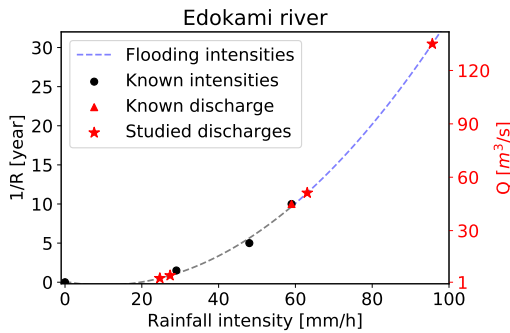 Edokami river
Flooding intensities
Known intensities
Known discharge
Studied discharges
1/R [year]
30
25
20
15
10
5
0
120
90
60
30
1
Q [m³/s]
0 20 40 60 80 100
Rainfall intensity [mm/h]